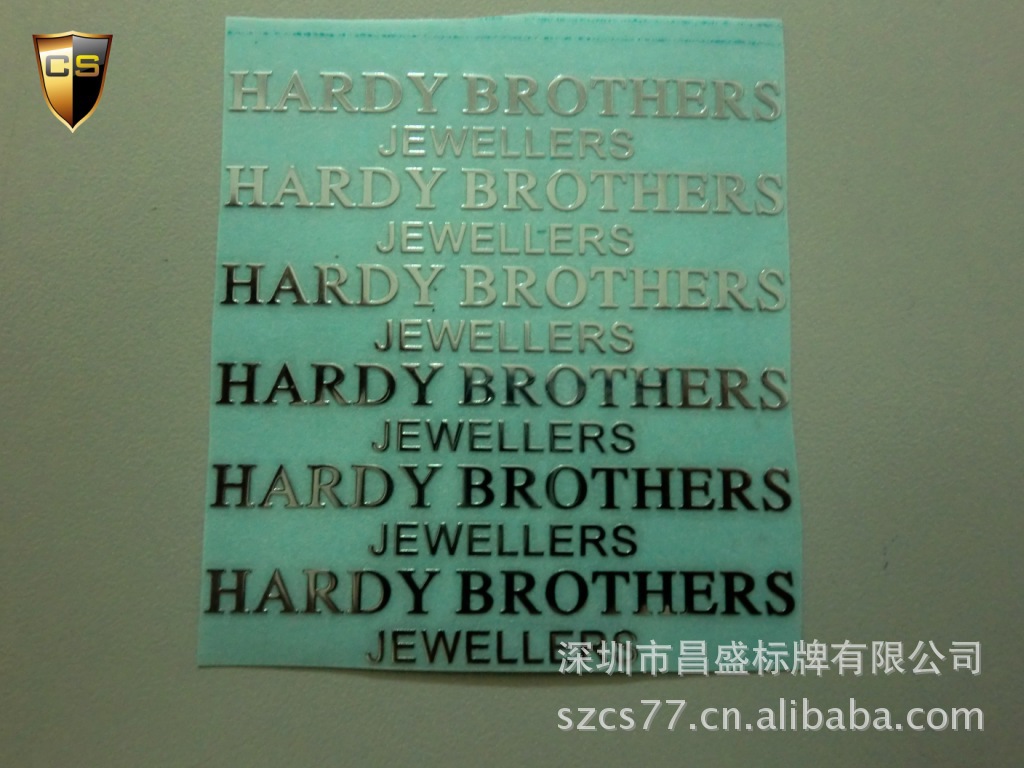 CS
HARDY BROTHERS
JEWELLERS
HARDY BROTHERS
JEWELLERS
HARDY BROTHERS
JEWELLERS
HARDY BROTHERS
JEWELLERS
HARDY BROTHERS
JEWELLERS
HARDY BROTHERS
JEWELLERS
深圳市昌盛标牌有限公司
szcs77.cn.alibaba.com